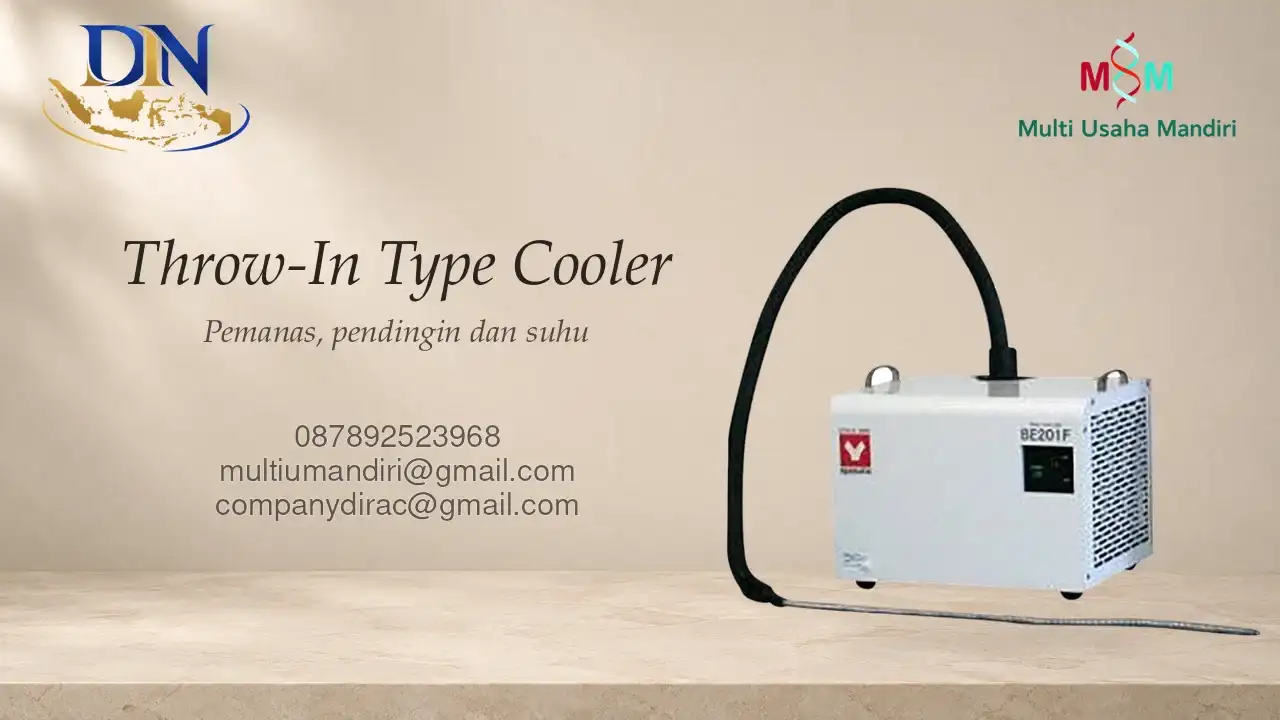 DIN
MSM
Multi Usaha Mandiri
Throw-In Type Cooler
Pemanas, pendingin dan suhu
087892523968
multiumandiri@gmail.com
companydirac@gmail.com
BE201F